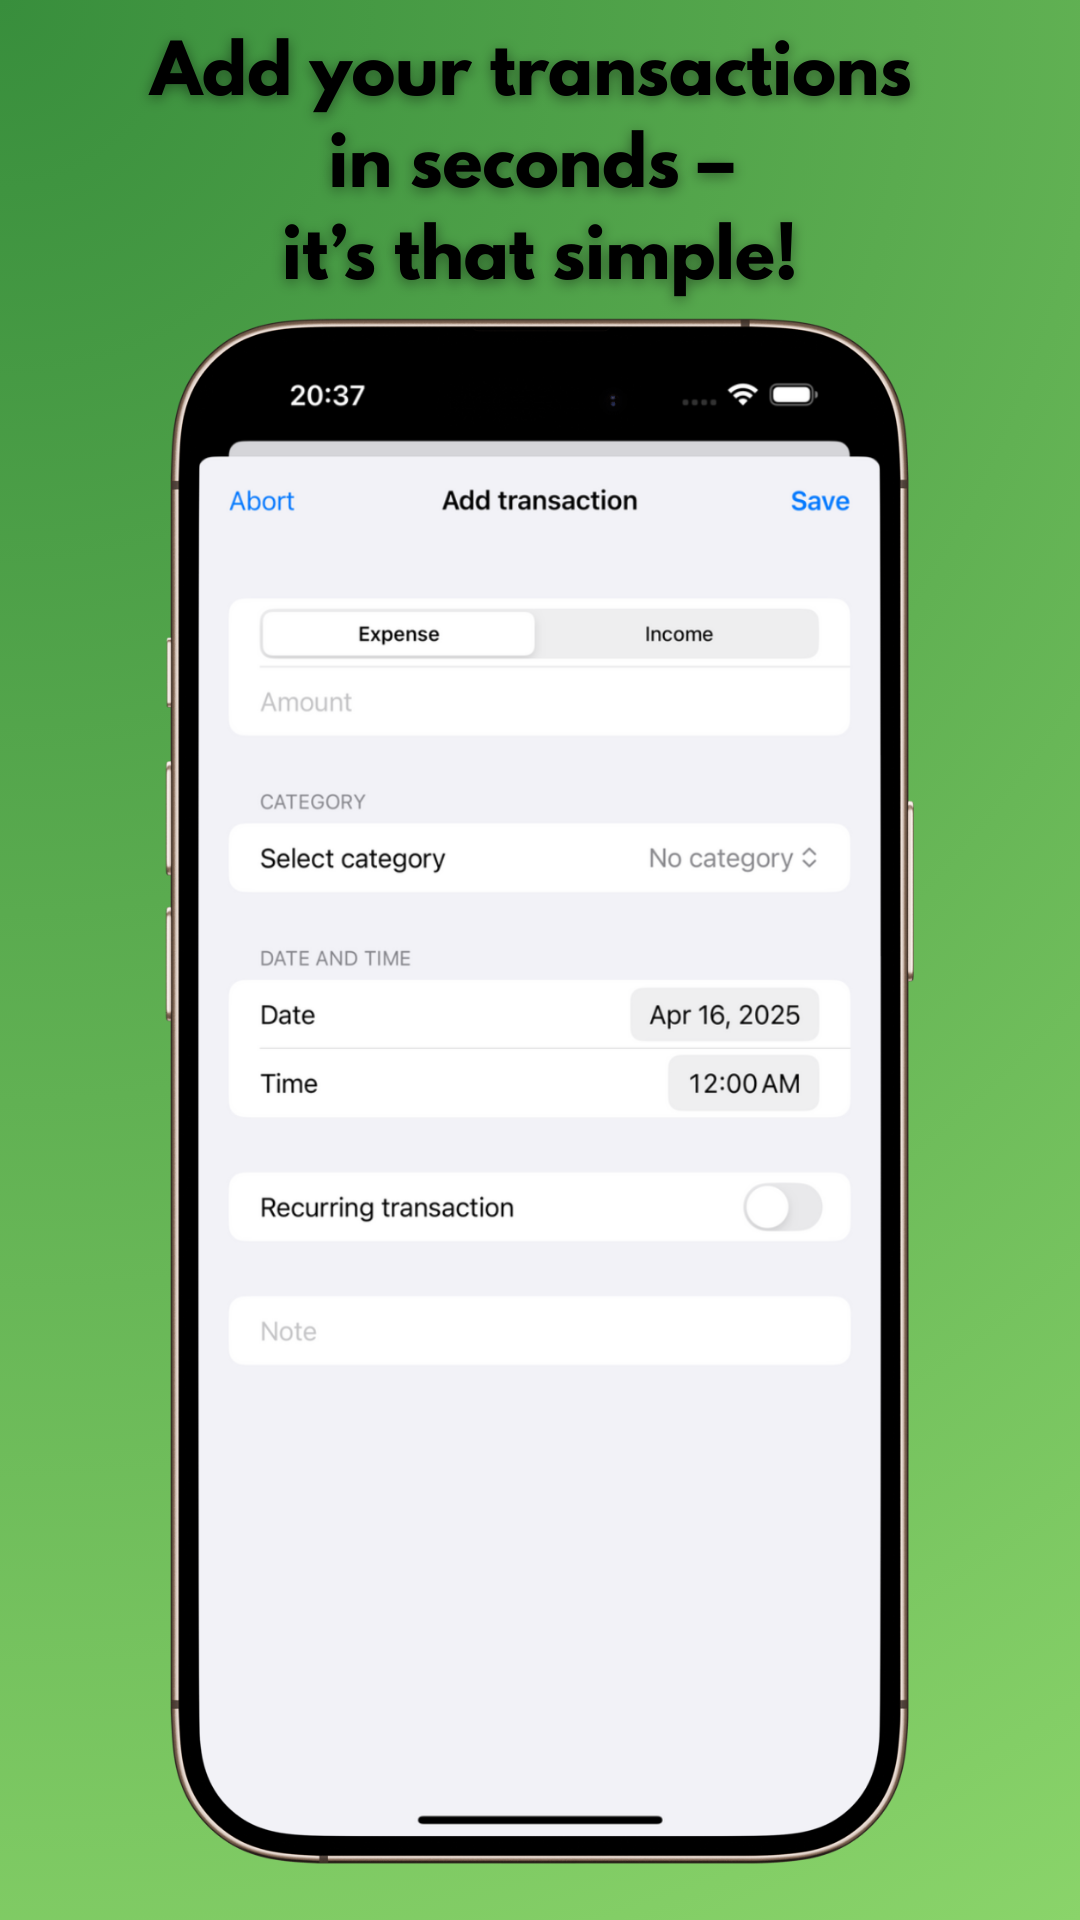 Add your transactions
in seconds –
it’s that simple!
20:37
Abort Add transaction Save
Expense Income
Amount
CATEGORY
Select category No category
DATE AND TIME
Date Apr 16, 2025
Time 12:00 AM
Recurring transaction
Note